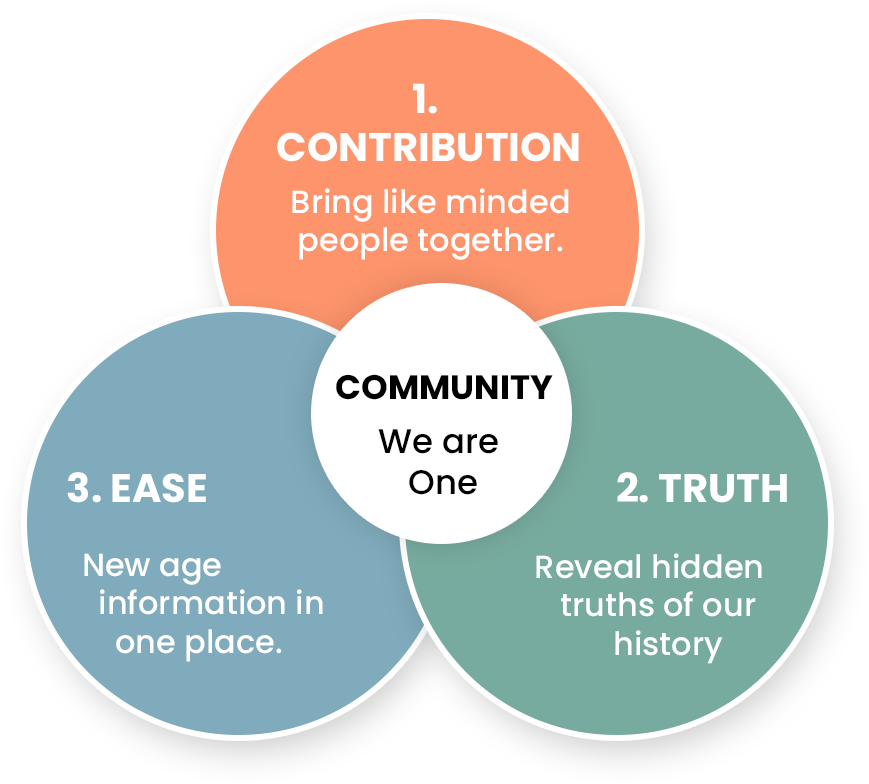 1.
CONTRIBUTION
Bring like minded
people together.
COMMUNITY
We are
One
2. TRUTH
Reveal hidden
truths of our
history
3. EASE
New age
information in
one place.